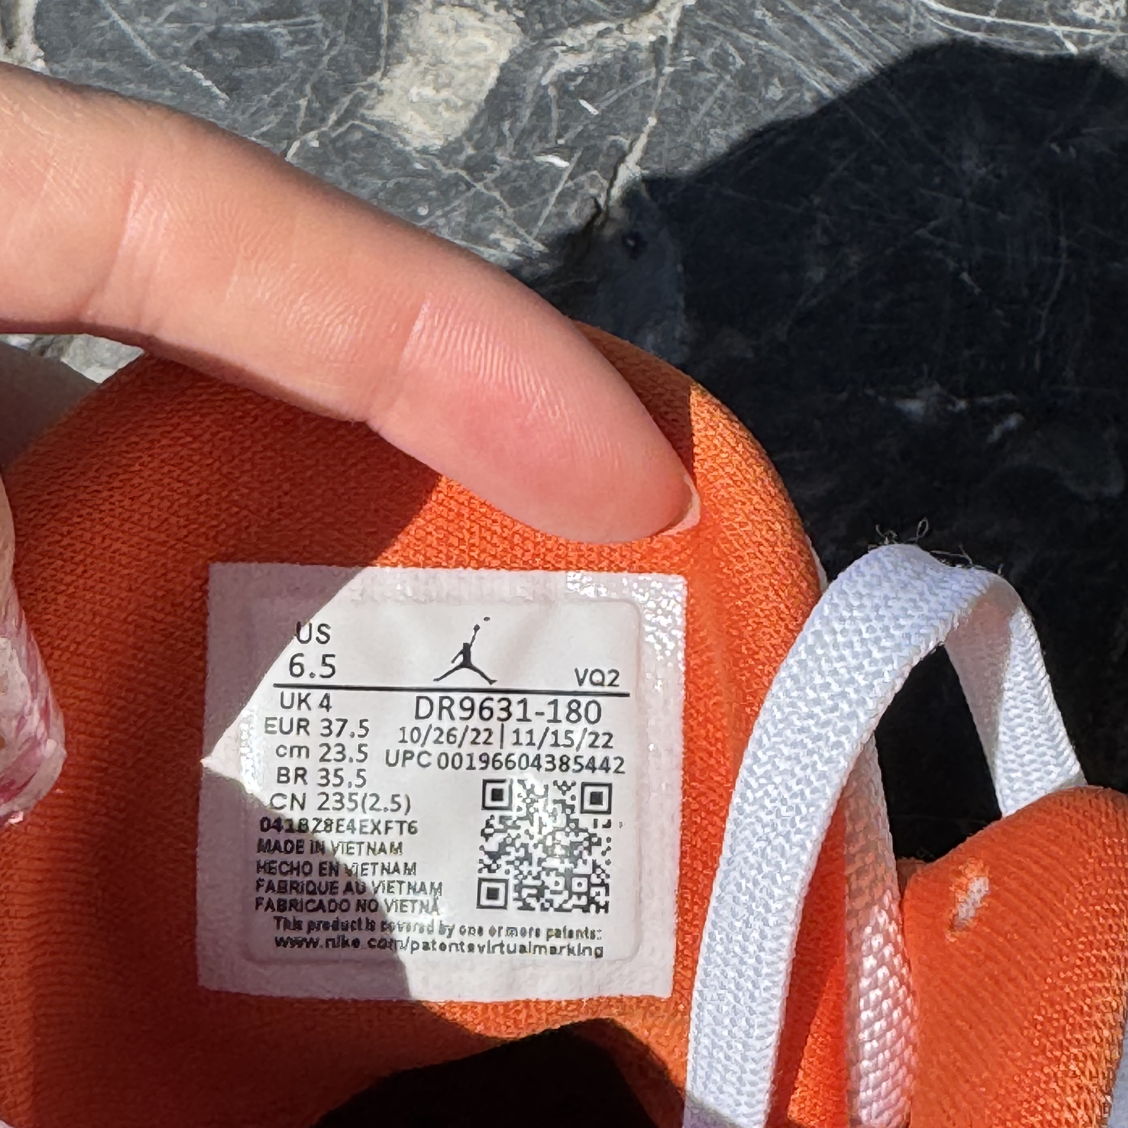 US
6.5
VQ2
UK 4
EUR 37.5
cm 23.5
BR 35,5
CN 235(2.5)
041BZ8E4EXFT6
MADE IN VIETNAM
HECHO EN VIETNAM
FABRIQUE AU VIETNAM
FABRICADO NO VIETNÃ
DR9631-180
10/26/22 | 11/15/22
UPC 00196604385442
This product is covered by one or more patents:
www.nike.com/patentsvirtualmarking